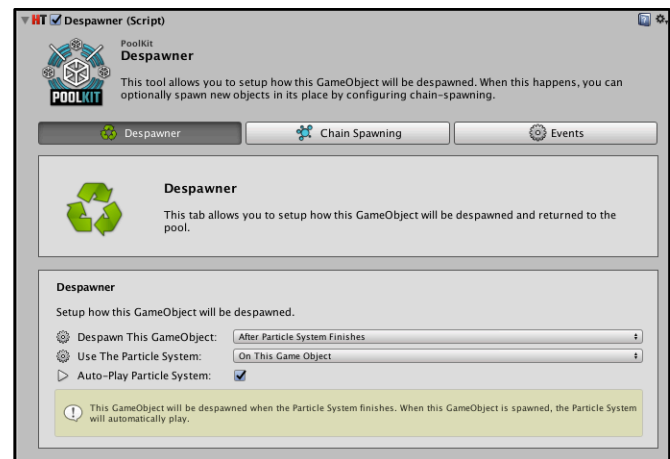 HT Despawner (Script)
PoolKit
Despawner
This tool allows you to setup how this GameObject will be despawned. When this happens, you can
optionally spawn new objects in its place by configuring chain-spawning.
POOLKIT
Despawner
Chain Spawning
Events
Despawner
This tab allows you to setup how this GameObject will be despawned and returned to the
pool.
Despawner
Setup how this GameObject will be despawned.
Despawn This GameObject: After Particle System Finishes
Use The Particle System: On This Game Object
Auto-Play Particle System:
This GameObject will be despawned when the Particle System finishes. When this GameObject is spawned, the Particle System
will automatically play.